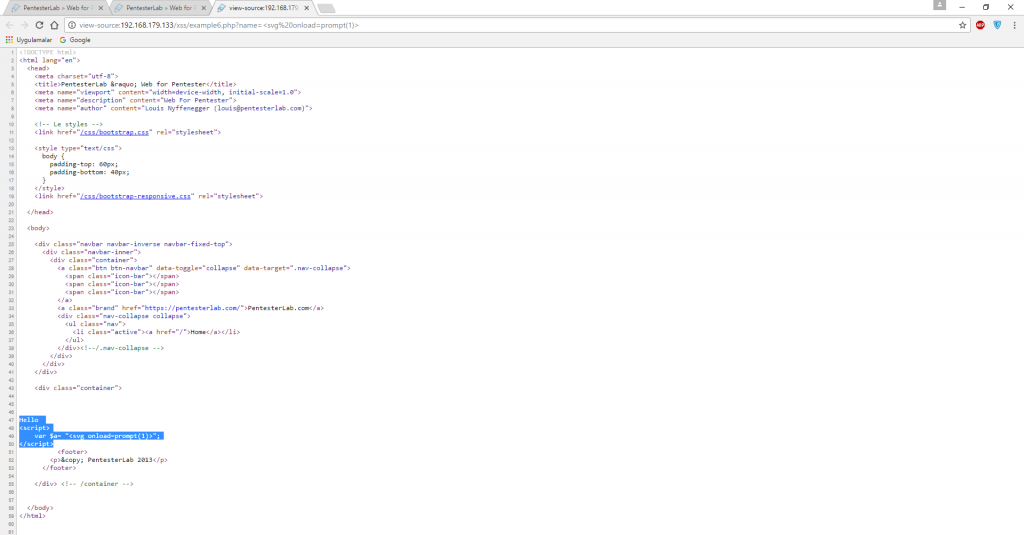 PentesterLab » Web for P
PentesterLab » Web for P
view-source:192.168.179.1
view-source:192.168.179.133/xss/example6.php?name=<svg%20onload=prompt(1)>
Uygulamalar
Google
1 <!DOCTYPE html>
2 <html lang="en">
3 <head>
4 <meta charset="utf-8">
5 <title>PentesterLab &raquo; Web for Pentester</title>
6 <meta name="viewport" content="width=device-width, initial-scale=1.0">
7 <meta name="description" content="Web For Pentester">
8 <meta name="author" content="Louis Nyffenegger (louis@pentesterlab.com)">
9
10 <!-- Le styles -->
11 <link href="/css/bootstrap.css" rel="stylesheet">
12
13 <style type="text/css">
14 body {
15 padding-top: 60px;
16 padding-bottom: 40px;
17 }
18 </style>
19 <link href="/css/bootstrap-responsive.css" rel="stylesheet">
20
21 </head>
22
23 <body>
24
25 <div class="navbar navbar-inverse navbar-fixed-top">
26 <div class="navbar-inner">
27 <div class="container">
28 <a class="btn btn-navbar" data-toggle="collapse" data-target=".nav-collapse">
29 <span class="icon-bar"></span>
30 <span class="icon-bar"></span>
31 <span class="icon-bar"></span>
32 </a>
33 <a class="brand" href="https://pentesterlab.com/">PentesterLab.com</a>
34 <div class="nav-collapse collapse">
35 <ul class="nav">
36 <li class="active"><a href="/">Home</a></li>
37 </ul>
38 </div><!--/.nav-collapse -->
39 </div>
40 </div>
41 </div>
42
43 <div class="container">
44
45
46
47 Hello
48 <script>
49 var $a= "<svg onload=prompt(1)>";
50 </script>
51 <footer>
52 <p>&copy; PentesterLab 2013</p>
53 </footer>
54
55 </div> <!-- /container -->
56
57
58 </body>
59 </html>
60
61